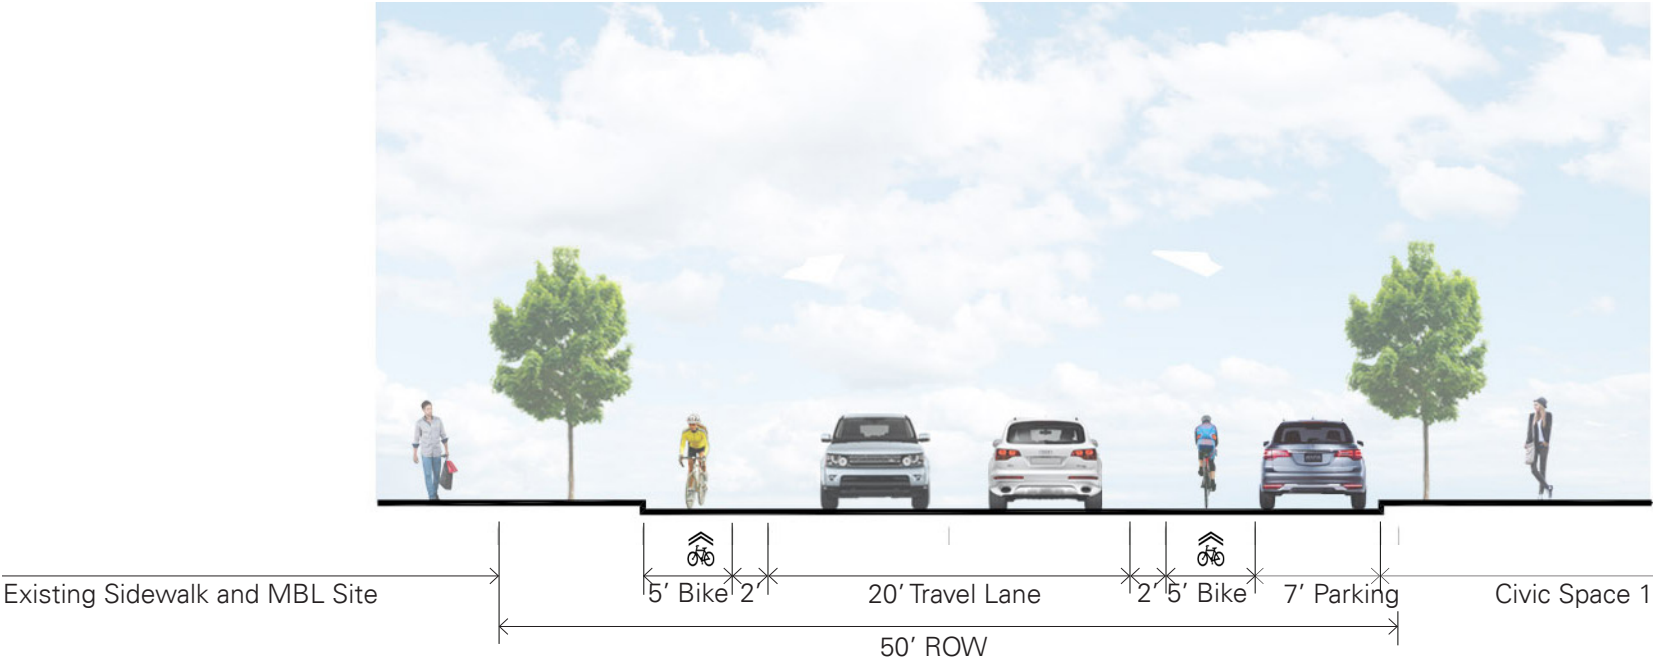 Existing Sidewalk and MBL Site
5’ Bike
2’
20’ Travel Lane
2’
5’ Bike
7’ Parking
Civic Space 1
50’ ROW